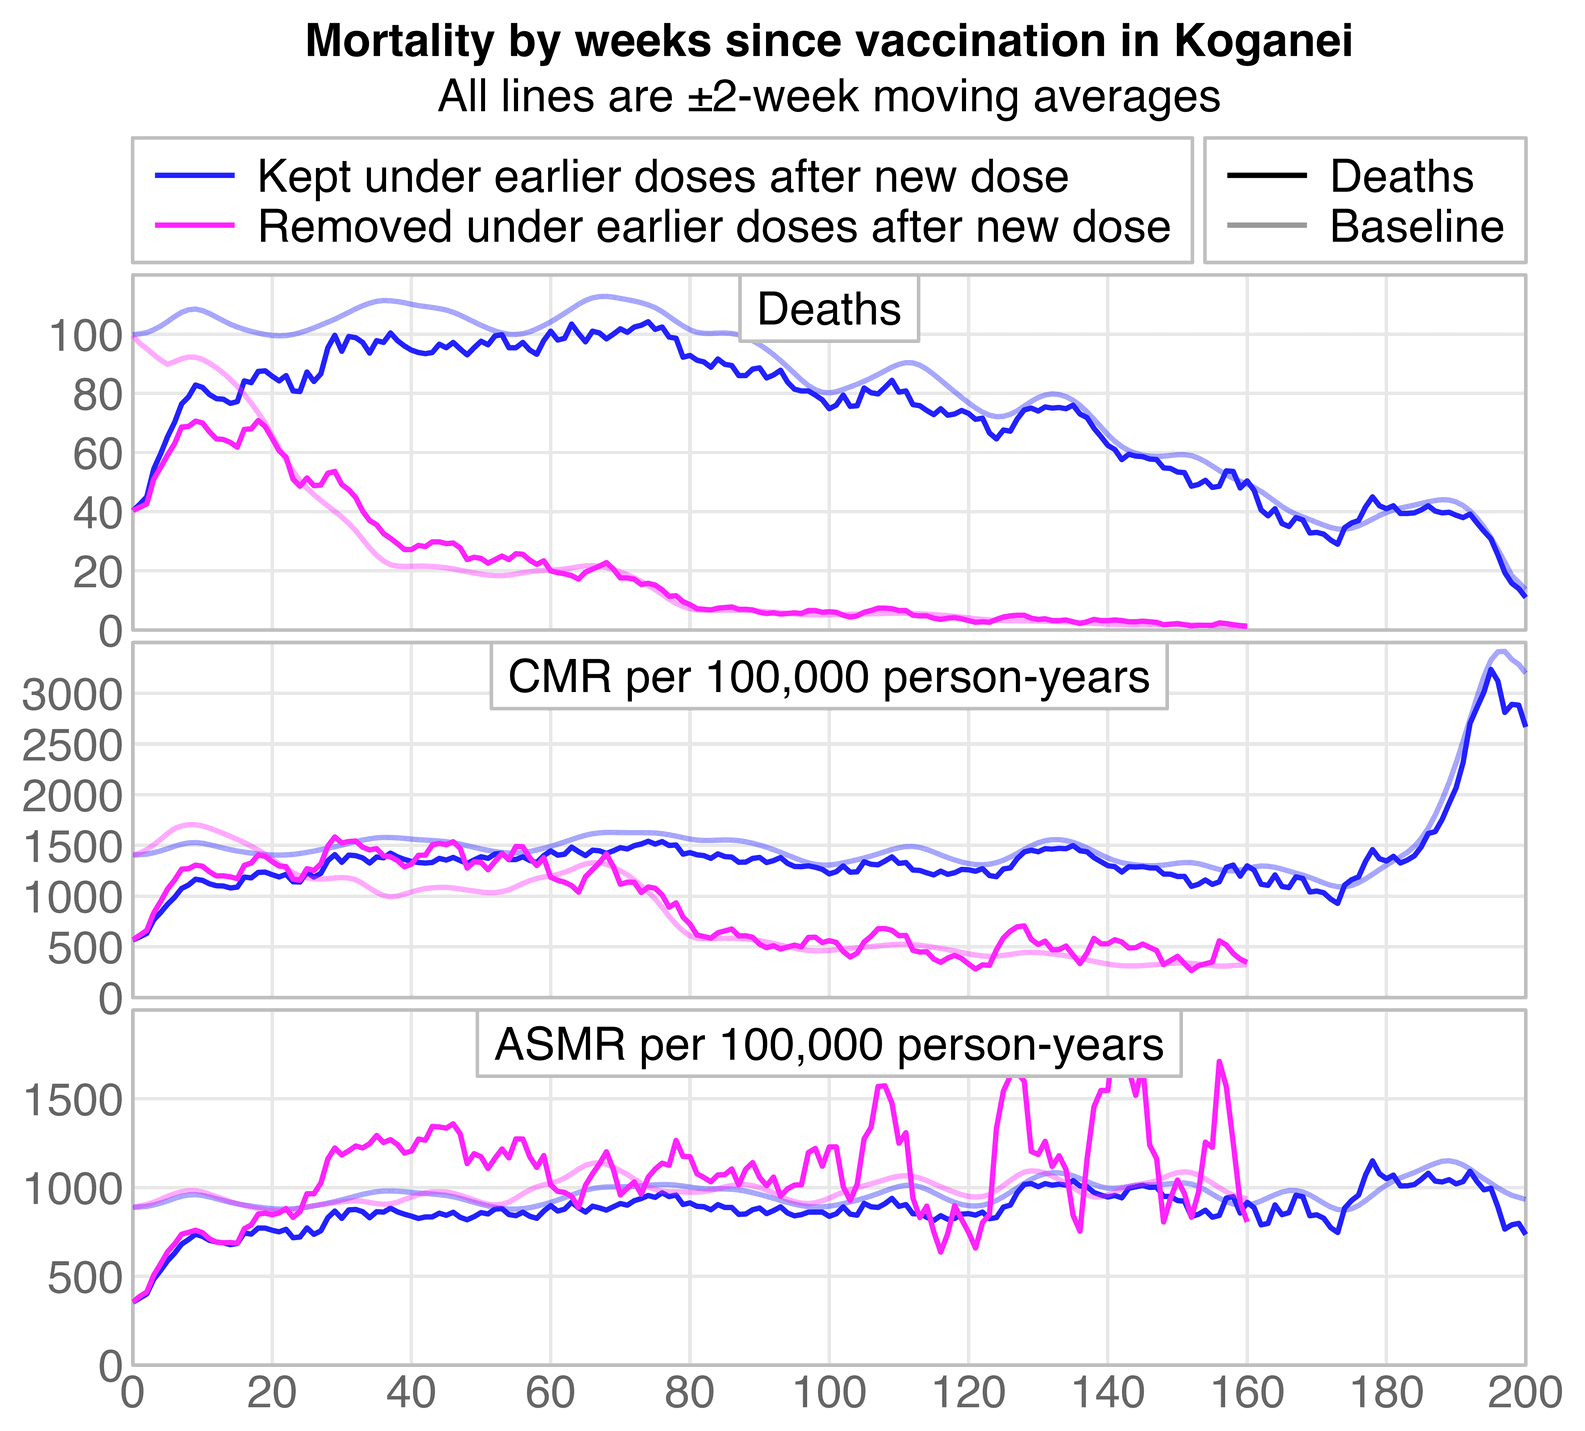 Mortality by weeks since vaccination in Koganei
All lines are ±2-week moving averages
Kept under earlier doses after new dose
Removed under earlier doses after new dose
Deaths
Baseline
Deaths
100
80
60
40
20
0
CMR per 100,000 person-years
3000
2500
2000
1500
1000
500
0
ASMR per 100,000 person-years
1500
1000
500
0
0 20 40 60 80 100 120 140 160 180 200